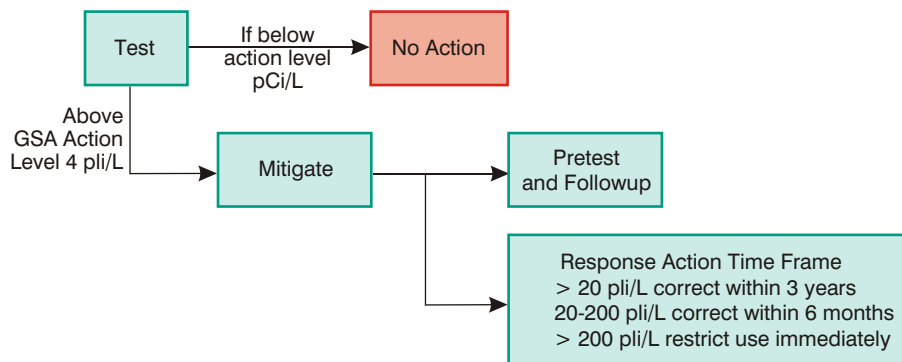 Test
If below
action level
pCi/L
No Action
Above
GSA Action
Level 4 pli/L
Mitigate
Pretest
and Followup
Response Action Time Frame
> 20 pli/L correct within 3 years
20-200 pli/L correct within 6 months
> 200 pli/L restrict use immediately